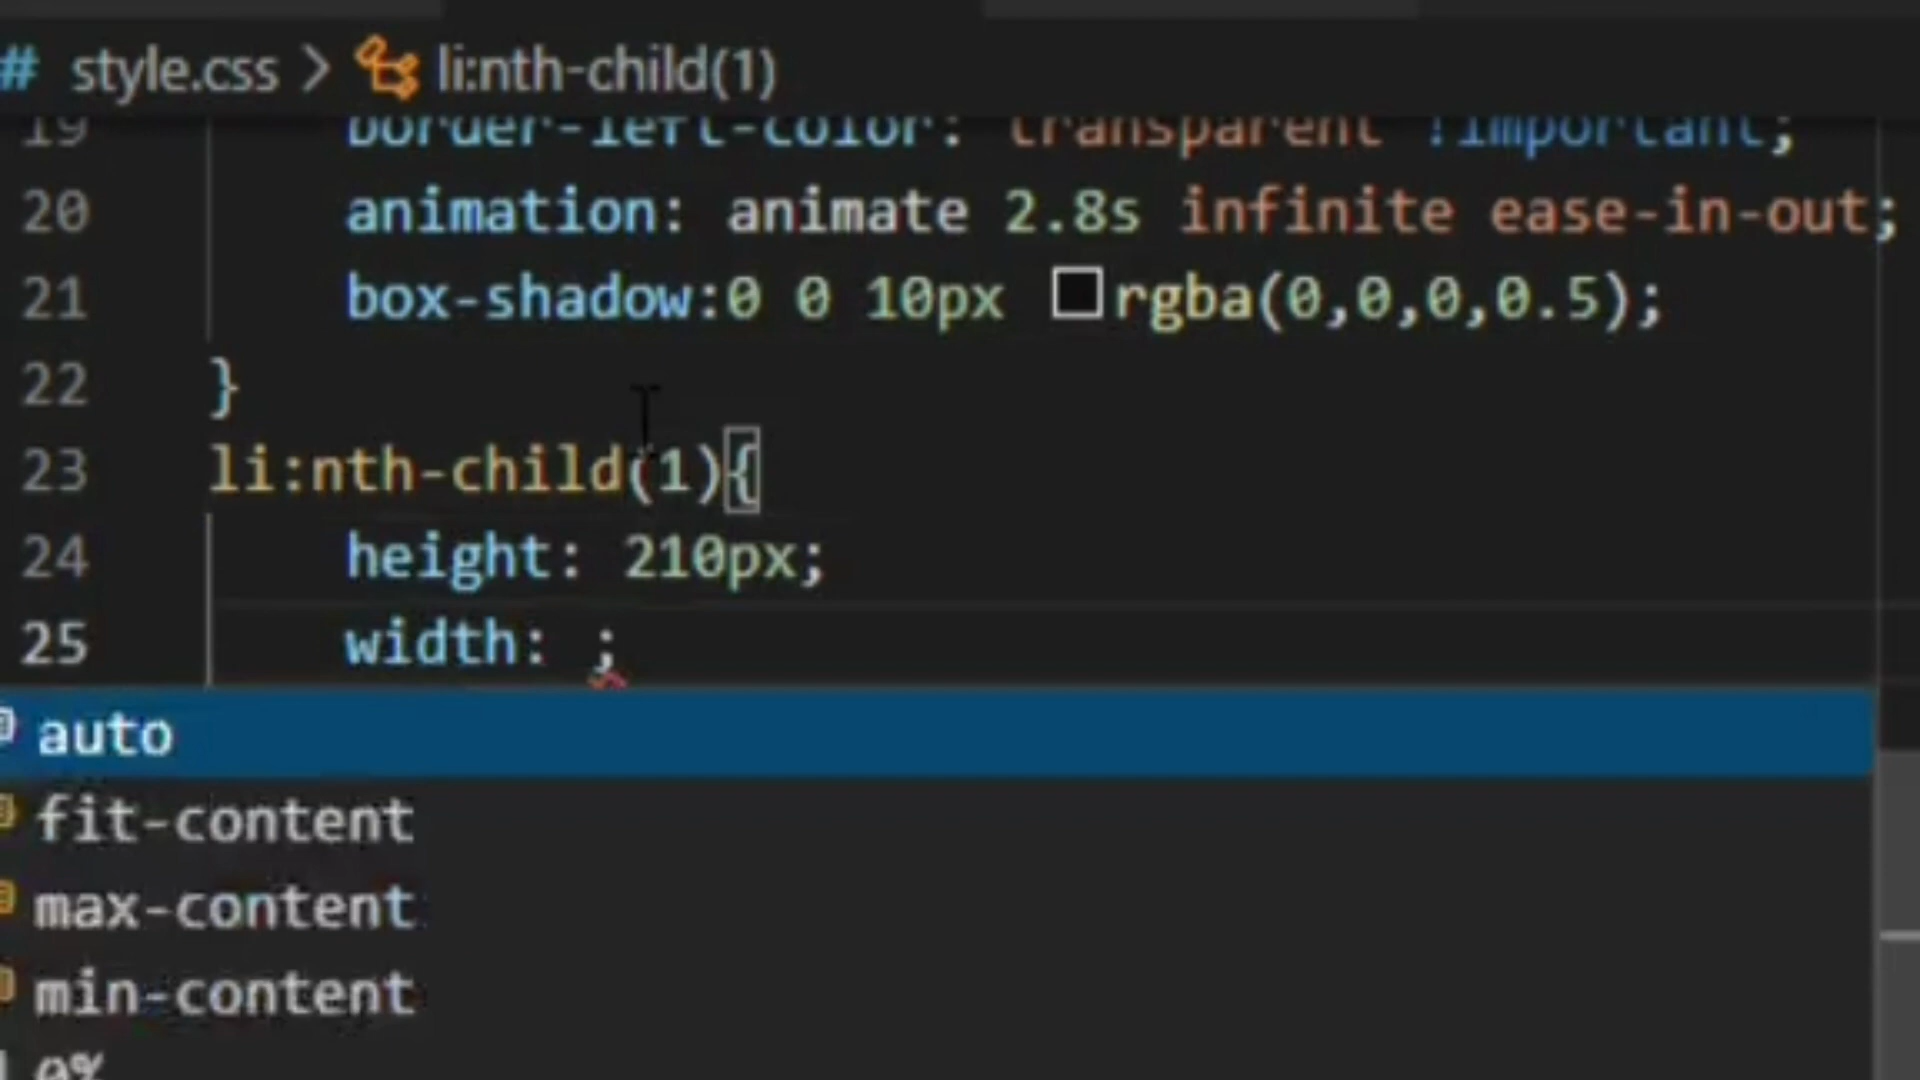 # style.css > li:nth-child(1)
19 border-left-color: transparent !important;
20 animation: animate 2.8s infinite ease-in-out;
21 box-shadow:0 0 10px rgba(0,0,0,0.5);
22 }
23 li:nth-child(1){
24 height: 210px;
25 width: ;
auto
fit-content
max-content
min-content
0%